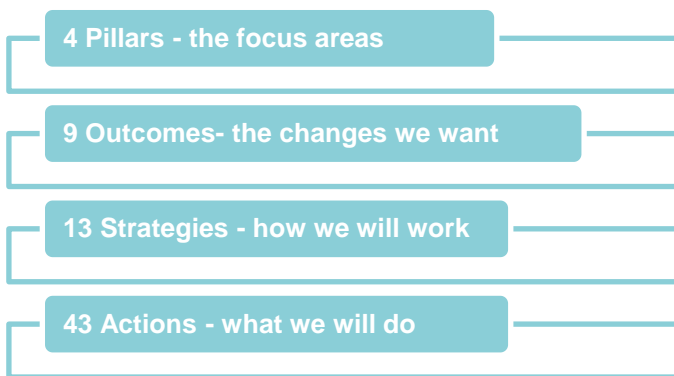 4 Pillars - the focus areas
9 Outcomes- the changes we want
13 Strategies - how we will work
43 Actions - what we will do